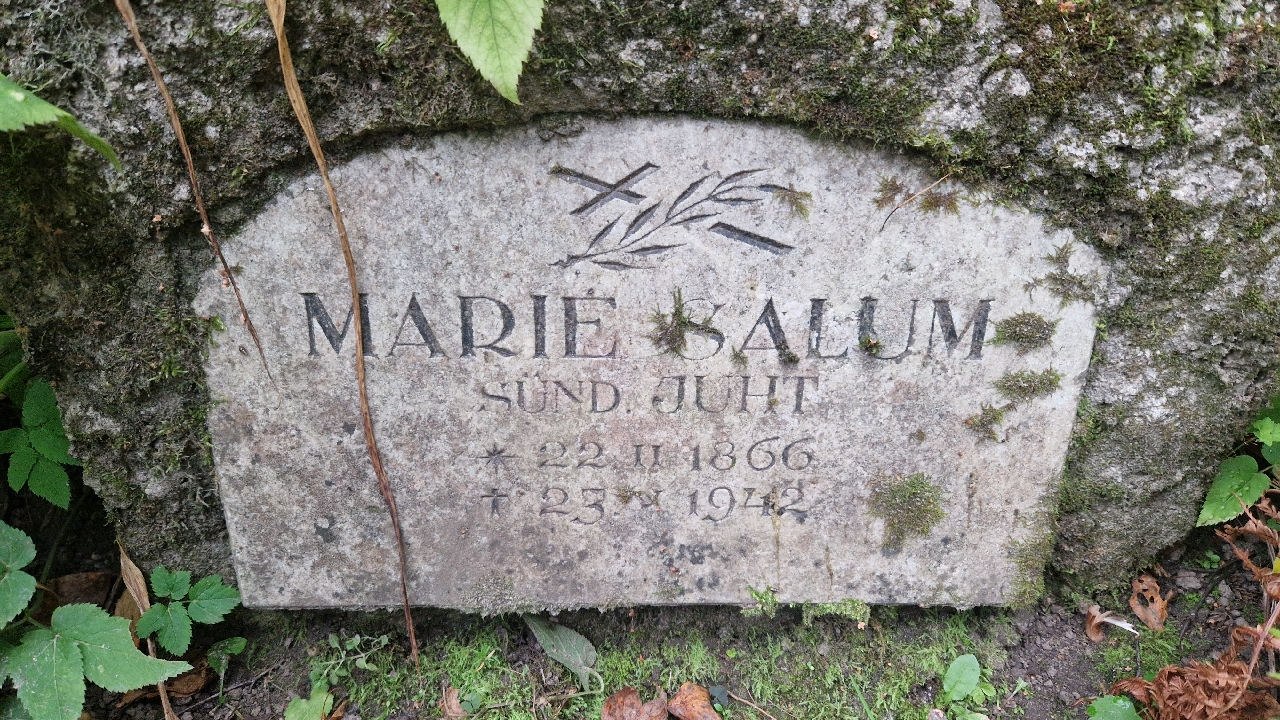 MARIE SALUM
SÜND. JUHT
* 22 II 1866
† 23 1942